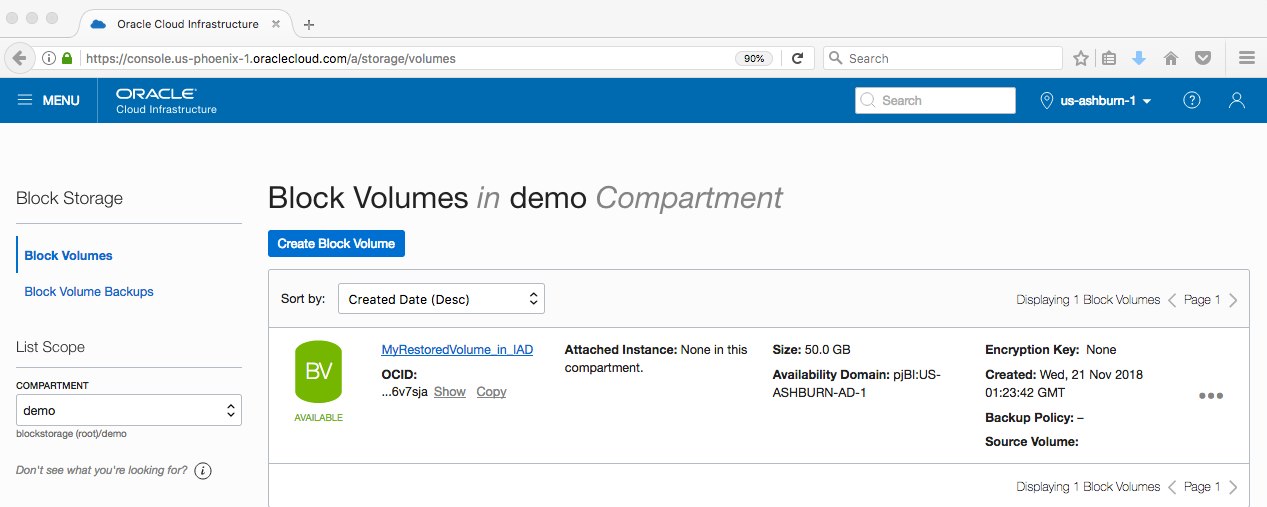 Oracle Cloud Infrastructure
https://console.us-phoenix-1.oraclecloud.com/a/storage/volumes
90%
Search
MENU
ORACLE
Cloud Infrastructure
Search
us-ashburn-1
Block Storage
Block Volumes
Block Volume Backups
List Scope
COMPARTMENT
demo
blockstorage (root)/demo
Don't see what you're looking for?
Block Volumes in demo Compartment
Create Block Volume
Sort by: Created Date (Desc)
Displaying 1 Block Volumes Page 1
BV
AVAILABLE
MyRestoredVolume_in_IAD
OCID:
...6v7sja Show Copy
Attached Instance: None in this
compartment.
Size: 50.0 GB
Availability Domain: pjBI:US-
ASHBURN-AD-1
Encryption Key: None
Created: Wed, 21 Nov 2018
01:23:42 GMT
Backup Policy: –
Source Volume:
Displaying 1 Block Volumes Page 1